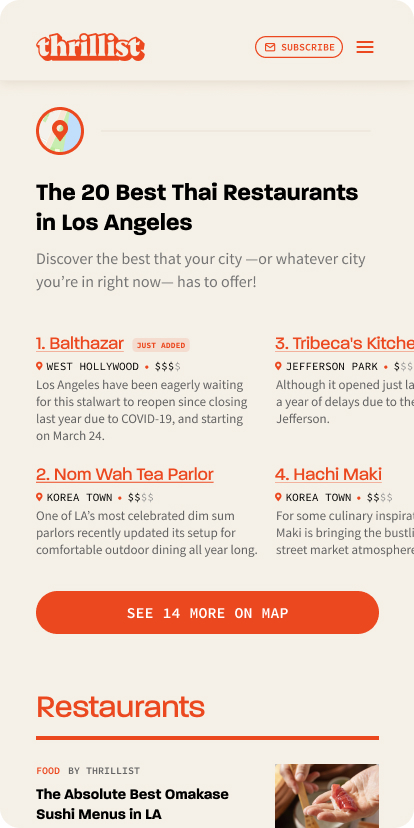 thrillist
SUBSCRIBE
The 20 Best Thai Restaurants
in Los Angeles
Discover the best that your city —or whatever city
you’re in right now— has to offer!
1. Balthazar JUST ADDED
WEST HOLLYWOOD • $$$$
Los Angeles have been eagerly waiting
for this stalwart to reopen since closing
last year due to COVID-19, and starting
on March 24.
2. Nom Wah Tea Parlor
KOREA TOWN • $$$$
One of LA’s most celebrated dim sum
parlors recently updated its setup for
comfortable outdoor dining all year long.
3. Tribeca's Kitche
JEFFERSON PARK • $$$
Although it opened just la
a year of delays due to the
Jefferson.
4. Hachi Maki
KOREA TOWN • $$$$
For some culinary inspirat
Maki is bringing the bustli
street market atmosphere
SEE 14 MORE ON MAP
Restaurants
FOOD BY THRILLIST
The Absolute Best Omakase
Sushi Menus in LA